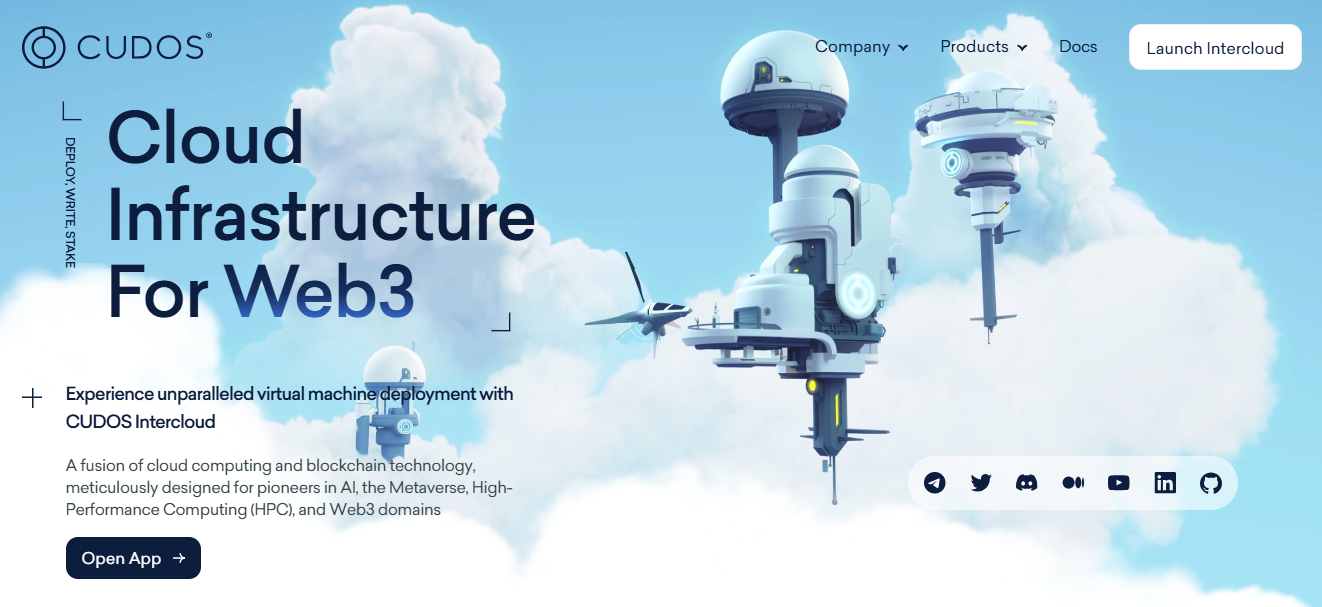 CUDOS®
Company
Products
Docs
Launch Intercloud
DEPLOY, WRITE, STAKE
Cloud
Infrastructure
For Web3
Experience unparalleled virtual machine deployment with
CUDOS Intercloud
A fusion of cloud computing and blockchain technology,
meticulously designed for pioneers in AI, the Metaverse, High-
Performance Computing (HPC), and Web3 domains
Open App